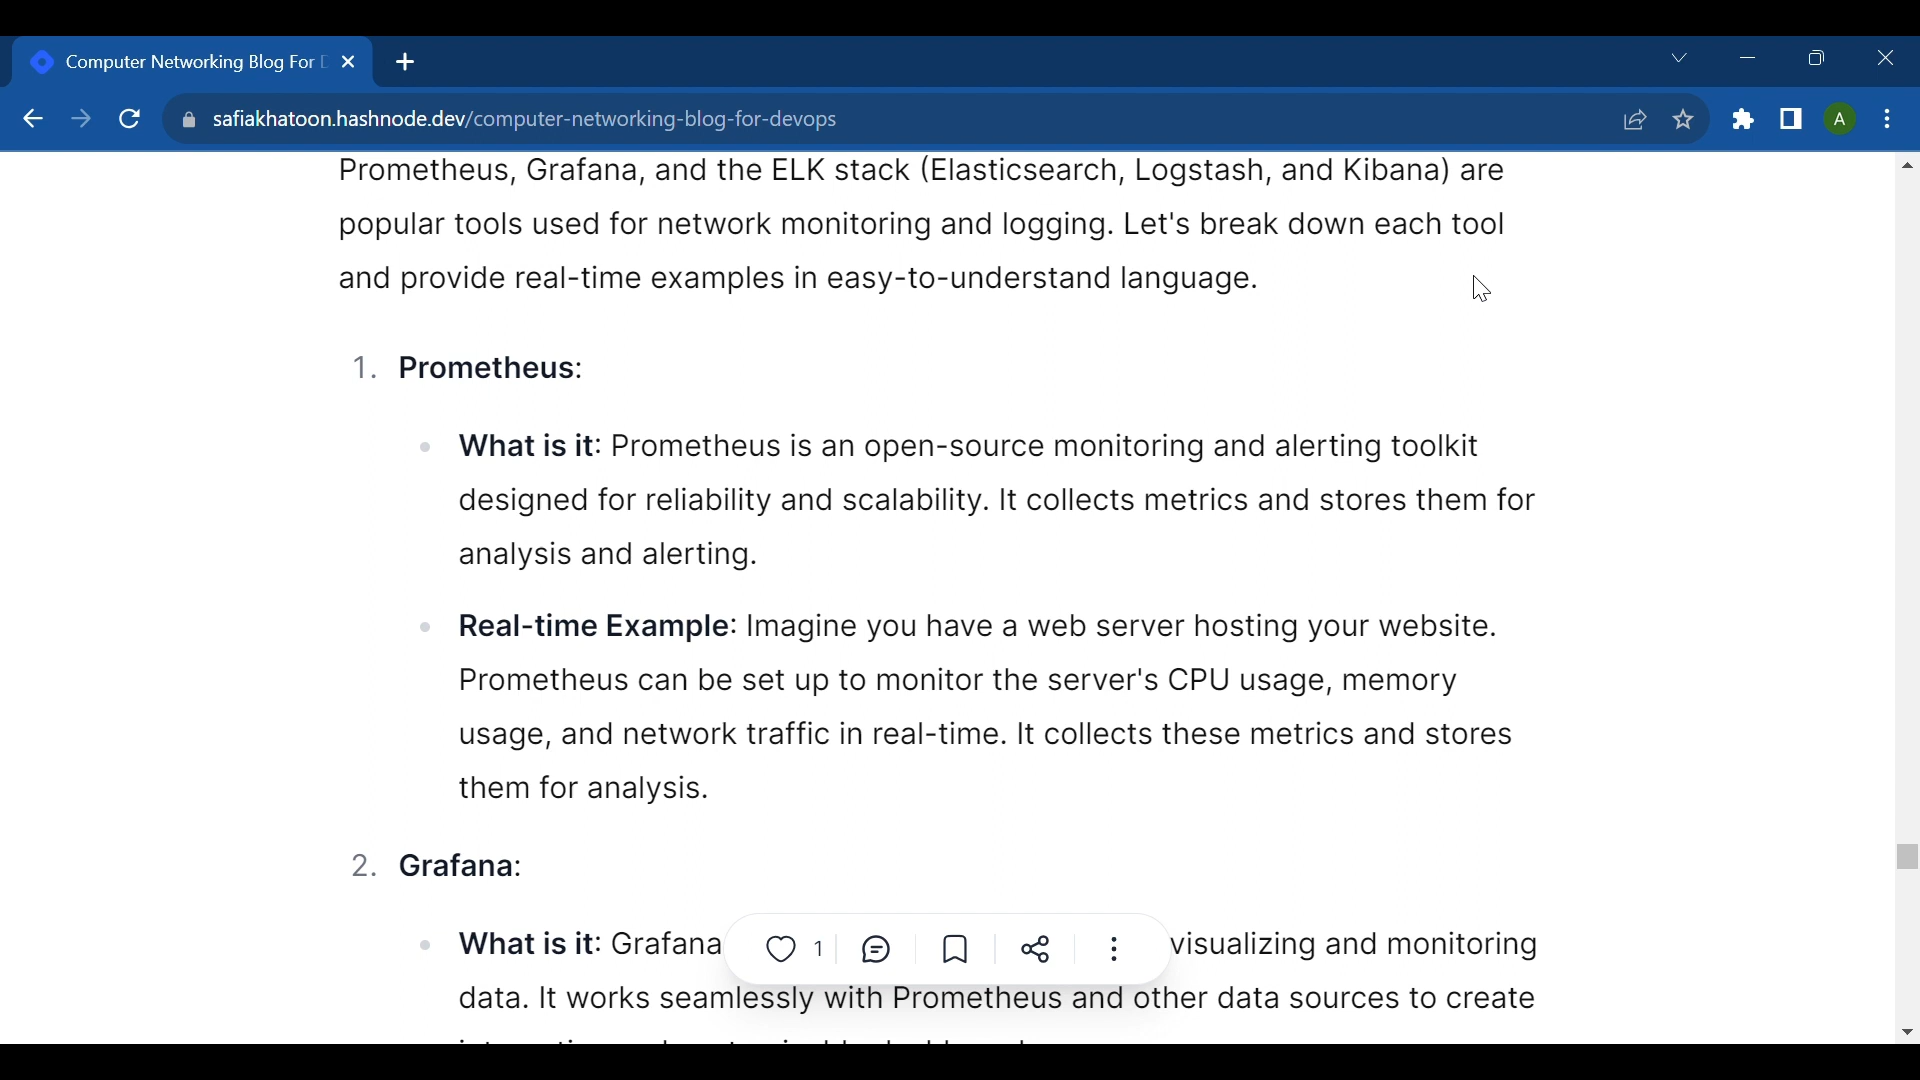 Computer Networking Blog For
safiakhatoon.hashnode.dev/computer-networking-blog-for-devops
A
Prometheus, Grafana, and the ELK stack (Elasticsearch, Logstash, and Kibana) are
popular tools used for network monitoring and logging. Let's break down each tool
and provide real-time examples in easy-to-understand language.
1. Prometheus:
• What is it: Prometheus is an open-source monitoring and alerting toolkit
designed for reliability and scalability. It collects metrics and stores them for
analysis and alerting.
• Real-time Example: Imagine you have a web server hosting your website.
Prometheus can be set up to monitor the server's CPU usage, memory
usage, and network traffic in real-time. It collects these metrics and stores
them for analysis.
2. Grafana:
• What is it: Grafana visualizing and monitoring
1
data. It works seamlessly with Prometheus and other data sources to create